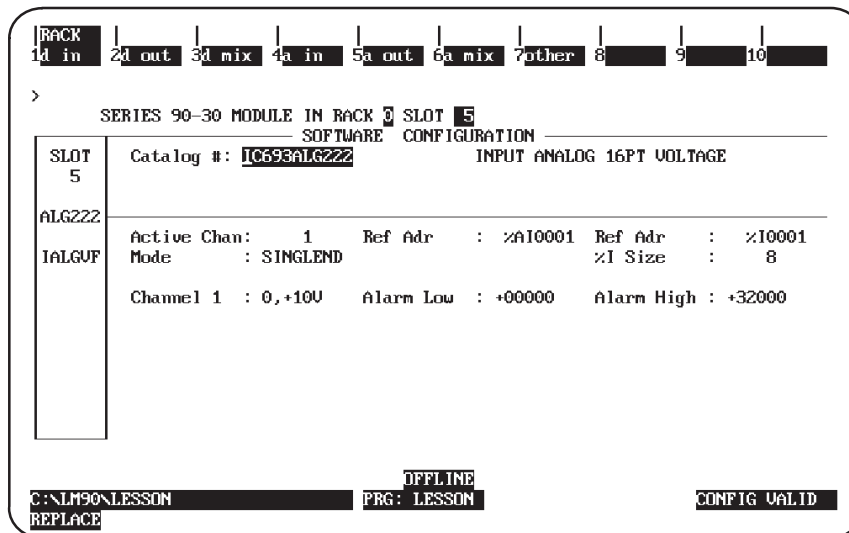 RACK
1d in 2d out 3d mix 4a in 5a out 6a mix 7other 8 9 10
>
SERIES 90-30 MODULE IN RACK 0 SLOT 5
SOFTWARE CONFIGURATION
SLOT Catalog #: IC693ALG222 INPUT ANALOG 16PT VOLTAGE
5
ALG222
Active Chan: 1 Ref Adr : %AI0001 Ref Adr : %I0001
IALGVF Mode : SINGLEND %I Size : 8
Channel 1 : 0,+10V Alarm Low : +00000 Alarm High : +32000
OFFLINE
C:\LM90\LESSON PRG: LESSON CONFIG VALID
REPLACE